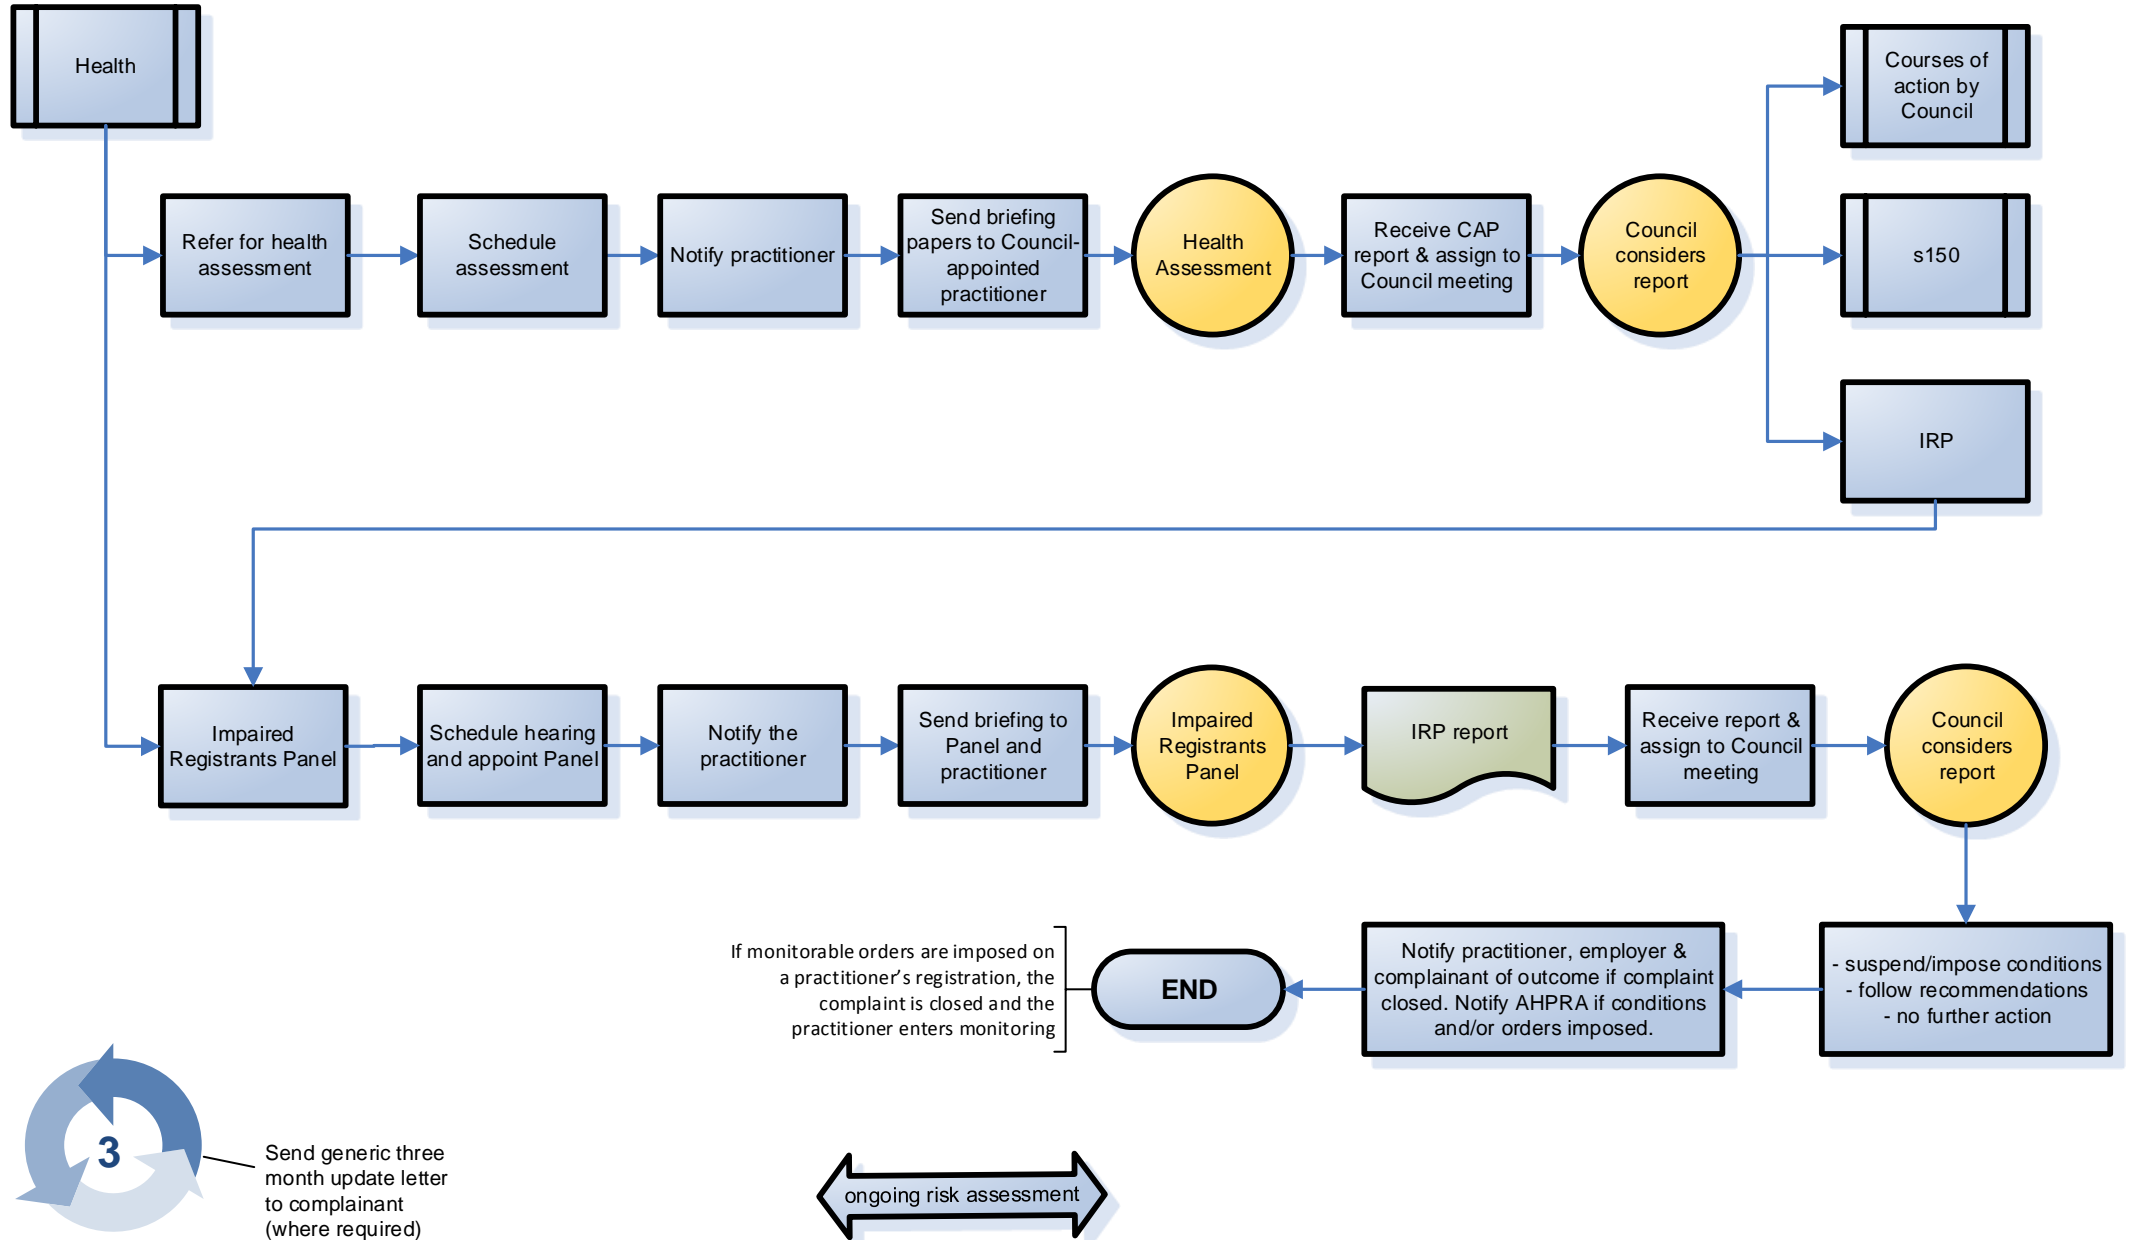 Health
Courses of
action by
Council
Refer for health
assessment
Schedule
assessment
Notify practitioner
Send briefing
papers to Council-
appointed
practitioner
Health
Assessment
Receive CAP
report & assign to
Council meeting
Council
considers
report
s150
IRP
Impaired
Registrants Panel
Schedule hearing
and appoint Panel
Notify the
practitioner
Send briefing to
Panel and
practitioner
Impaired
Registrants
Panel
IRP report
Receive report &
assign to Council
meeting
Council
considers
report
- suspend/impose conditions
- follow recommendations
- no further action
Notify practitioner, employer &
complainant of outcome if complaint
closed. Notify AHPRA if conditions
and/or orders imposed.
END
If monitorable orders are imposed on
a practitioner’s registration, the
complaint is closed and the
practitioner enters monitoring
3
Send generic three
month update letter
to complainant
(where required)
ongoing risk assessment